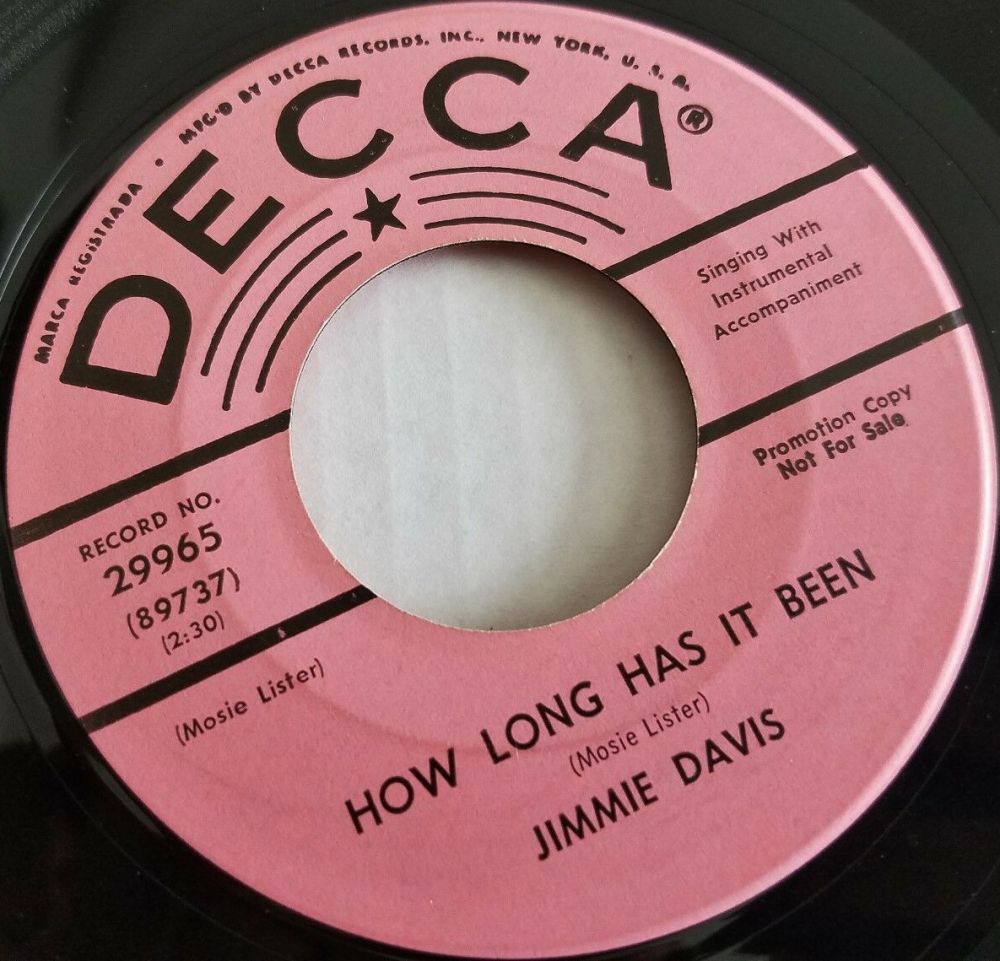 MARCA REGISTRADA • MFG'D BY DECCA RECORDS, INC., NEW YORK, U. S. A.
DECCA®
Singing With
Instrumental
Accompaniment
Promotion Copy
Not For Sale
RECORD NO.
29965
(89737)
(2:30)
(Mosie Lister)
HOW LONG HAS IT BEEN
(Mosie Lister)
JIMMIE DAVIS